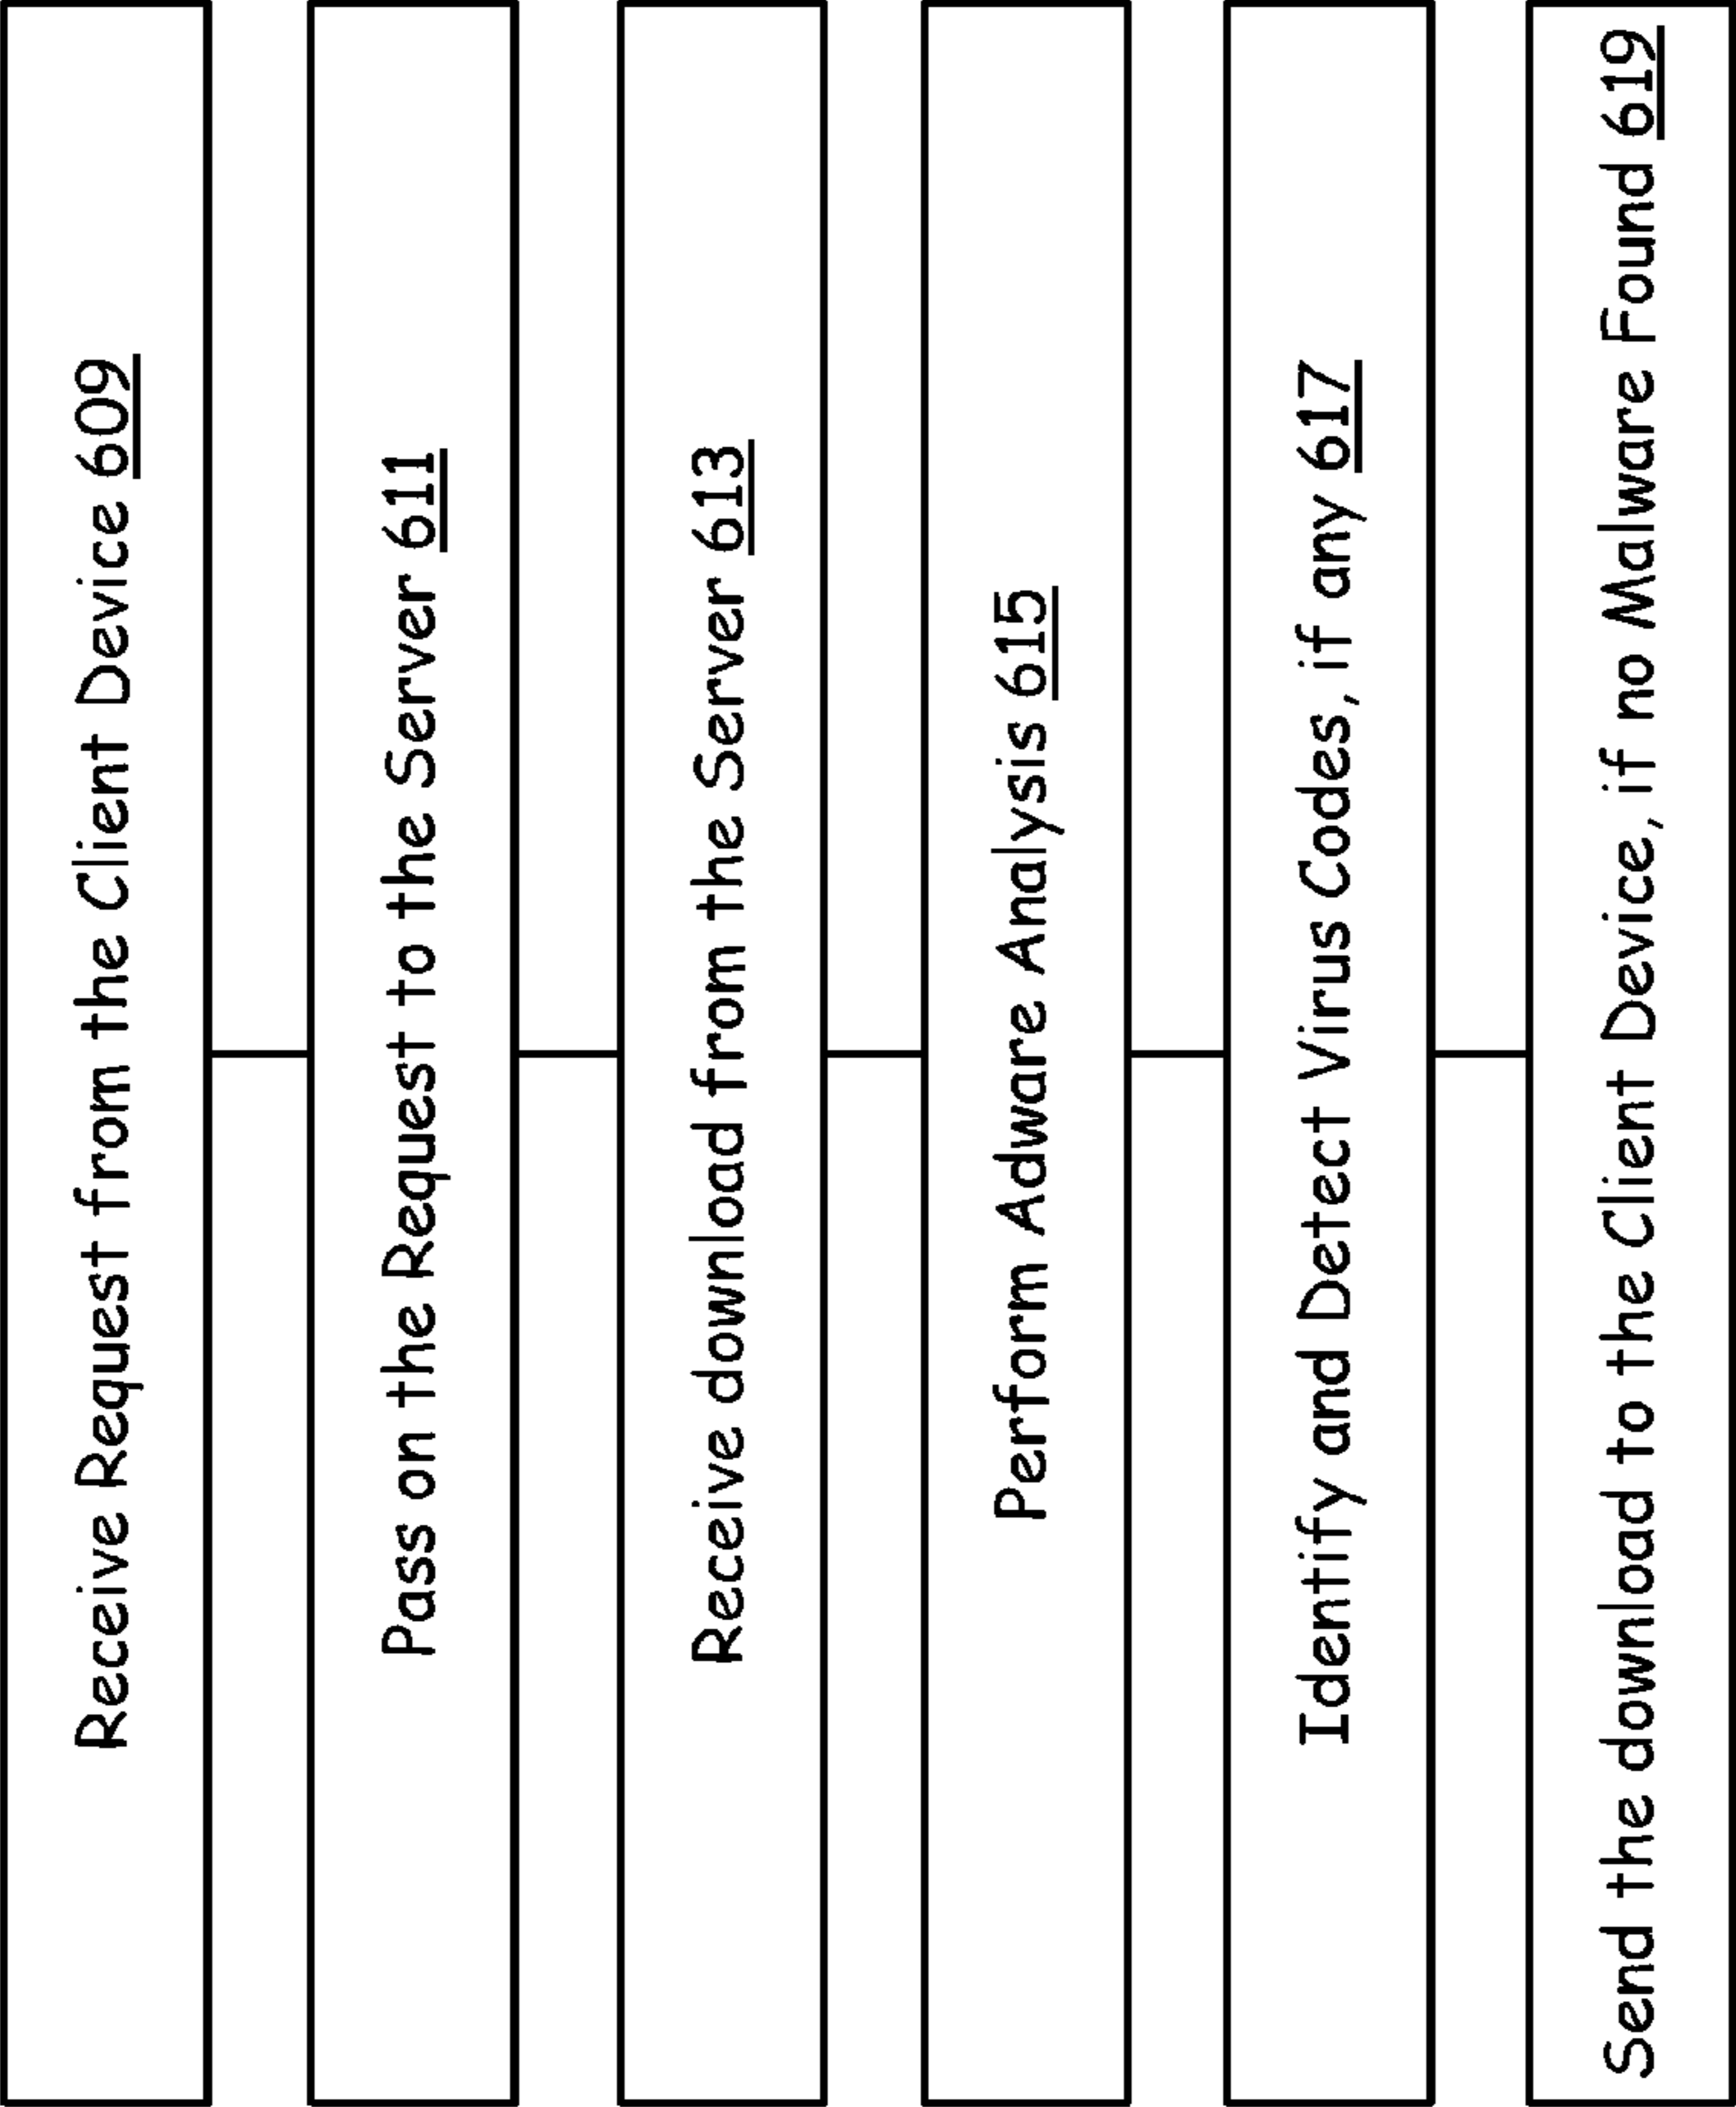 Receive Request from the Client Device 609
Pass on the Request to the Server 611
Receive download from the Server 613
Perform Adware Analysis 615
Identify and Detect Virus Codes, if any 617
Send the download to the Client Device, if no Malware Found 619